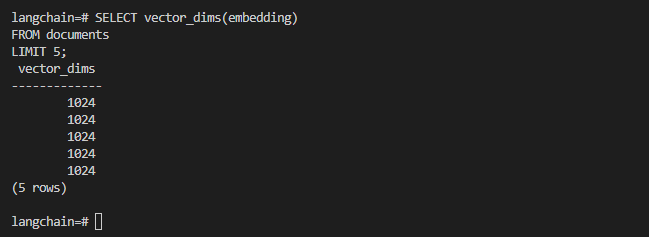 langchain=# SELECT vector_dims(embedding)
FROM documents
LIMIT 5;
 vector_dims
-------------
        1024
        1024
        1024
        1024
        1024
(5 rows)

langchain=#